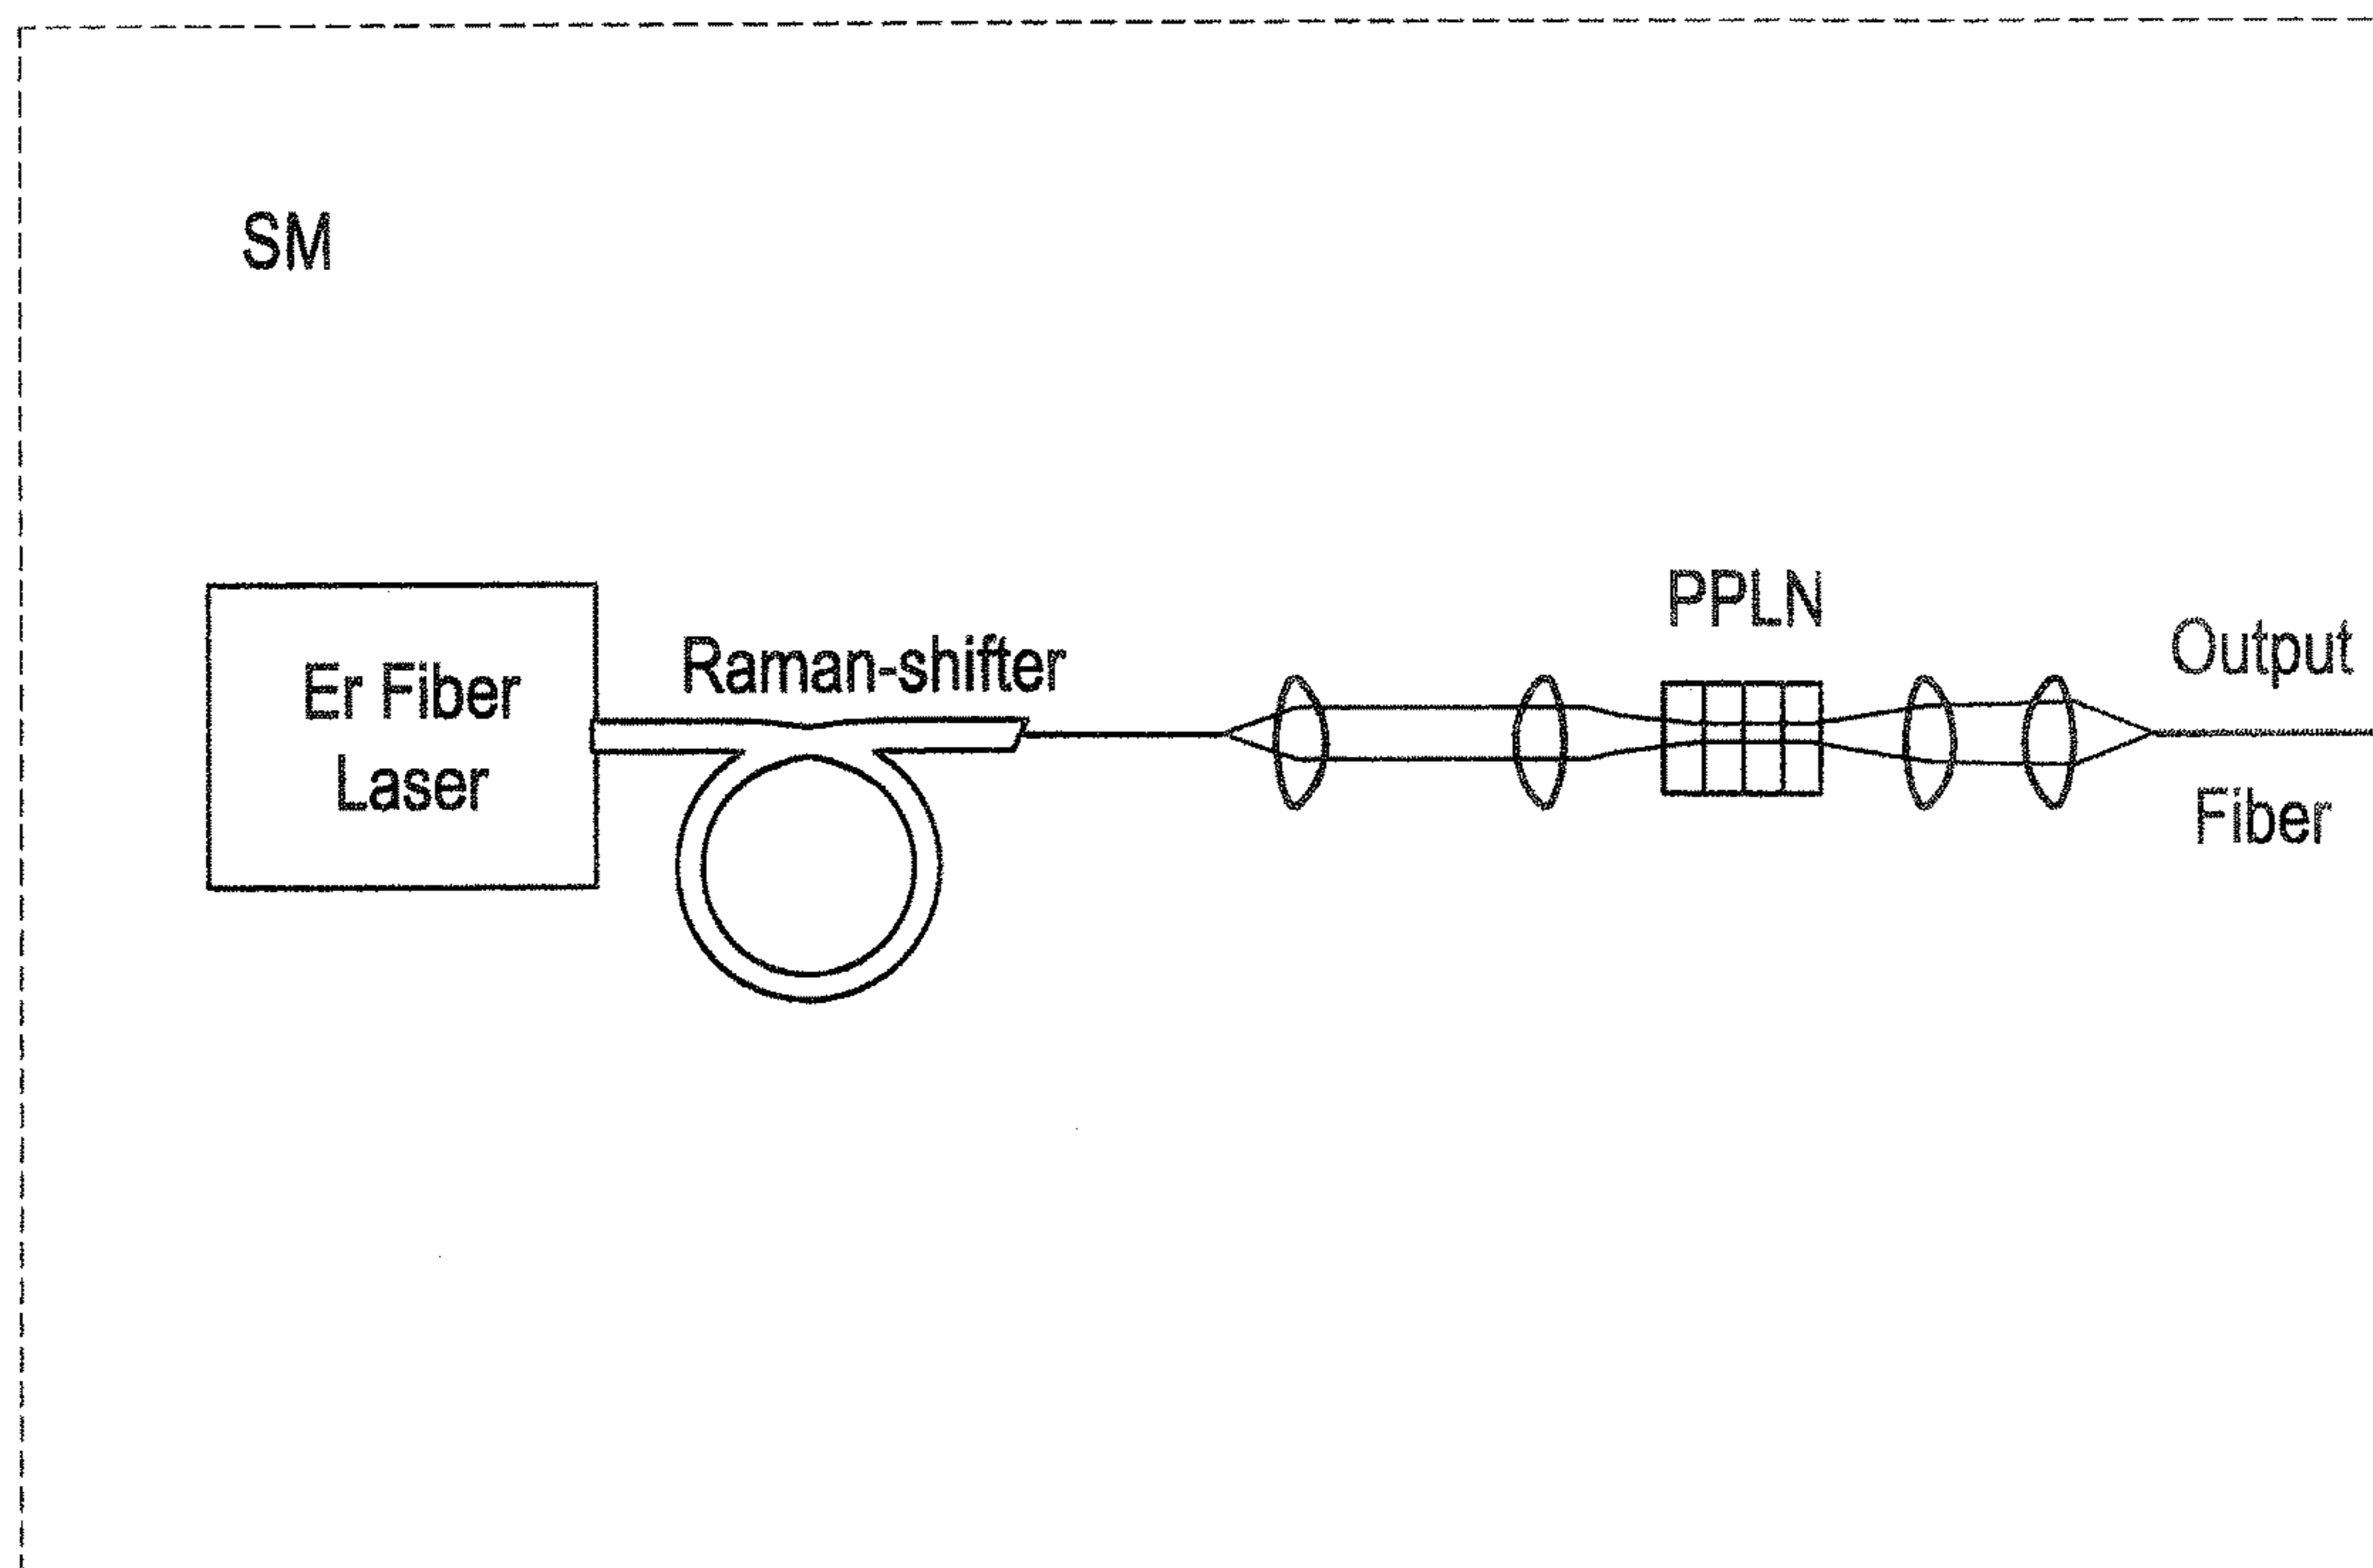 SM
Er Fiber
Laser
Raman-shifter
PPLN
Output
Fiber